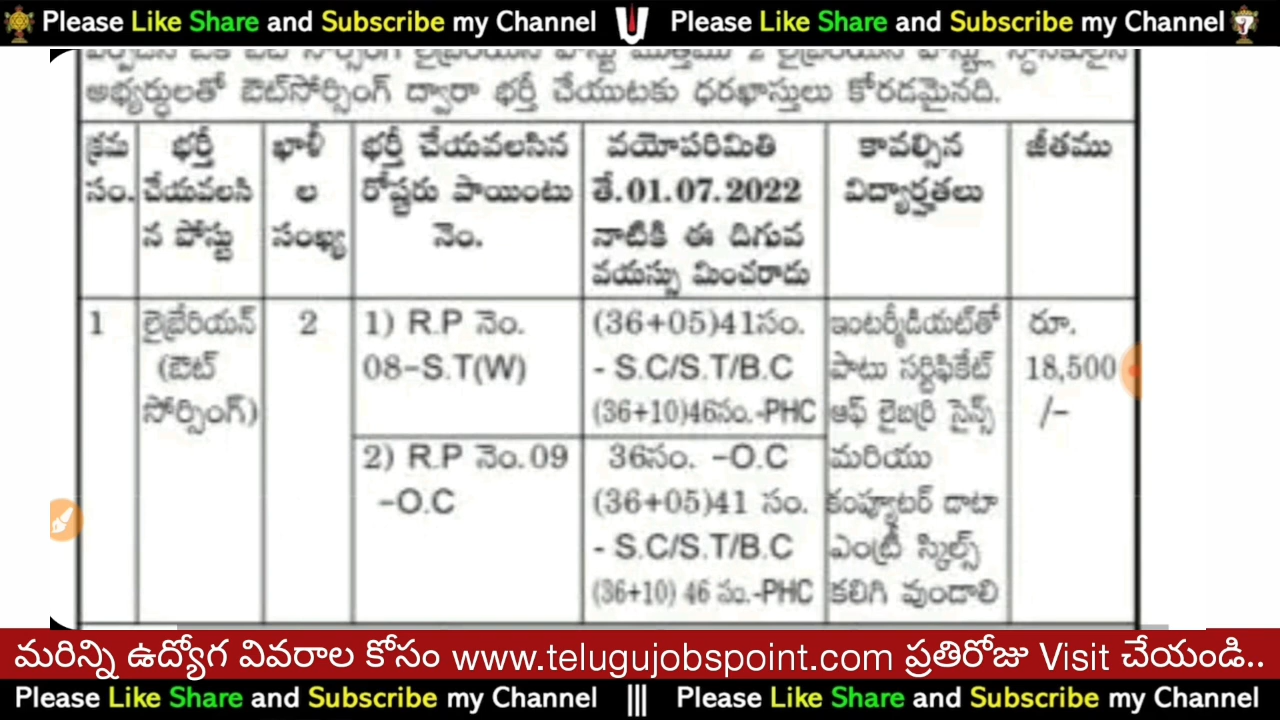 Please Like Share and Subscribe my Channel Please Like Share and Subscribe my Channel
అభ్యర్ధులతో ఔట్‌సోర్సింగ్ ద్వారా భర్తీ చేయుటకు ధరఖాస్తులు కోరడమైనది.
క్రమ సం.
భర్తీ చేయవలసిన పోస్టు
ఖాళీల సంఖ్య
భర్తీ చేయవలసిన రోష్టరు పాయింటు నెం.
వయోపరిమితి తే.01.07.2022 నాటికి ఈ దిగువ వయస్సు మించరాదు
కావల్సిన విద్యార్హతలు
జీతము
1
లైబ్రేరియన్
(ఔట్
సోర్సింగ్)
2
1) R.P నెం.
08-S.T(W)
(36+05)41సం.
- S.C/S.T/B.C
(36+10)46సం.-PHC
2) R.P నెం.09
-O.C
36సం. -O.C
(36+05)41 సం.
- S.C/S.T/B.C
(36+10) 46 సం.-PHC
ఇంటర్మీడియట్‌తో
పాటు సర్టిఫికేట్
ఆఫ్ లైబర్రి సైన్స్
మరియు
కంప్యూటర్ డాటా
ఎంట్రీ స్కిల్స్
కలిగి వుండాలి
రూ.
18,500
/-
మరిన్ని ఉద్యోగ వివరాల కోసం www.telugujobspoint.com ప్రతిరోజు Visit చేయండి..
Please Like Share and Subscribe my Channel ||| Please Like Share and Subscribe my Channel